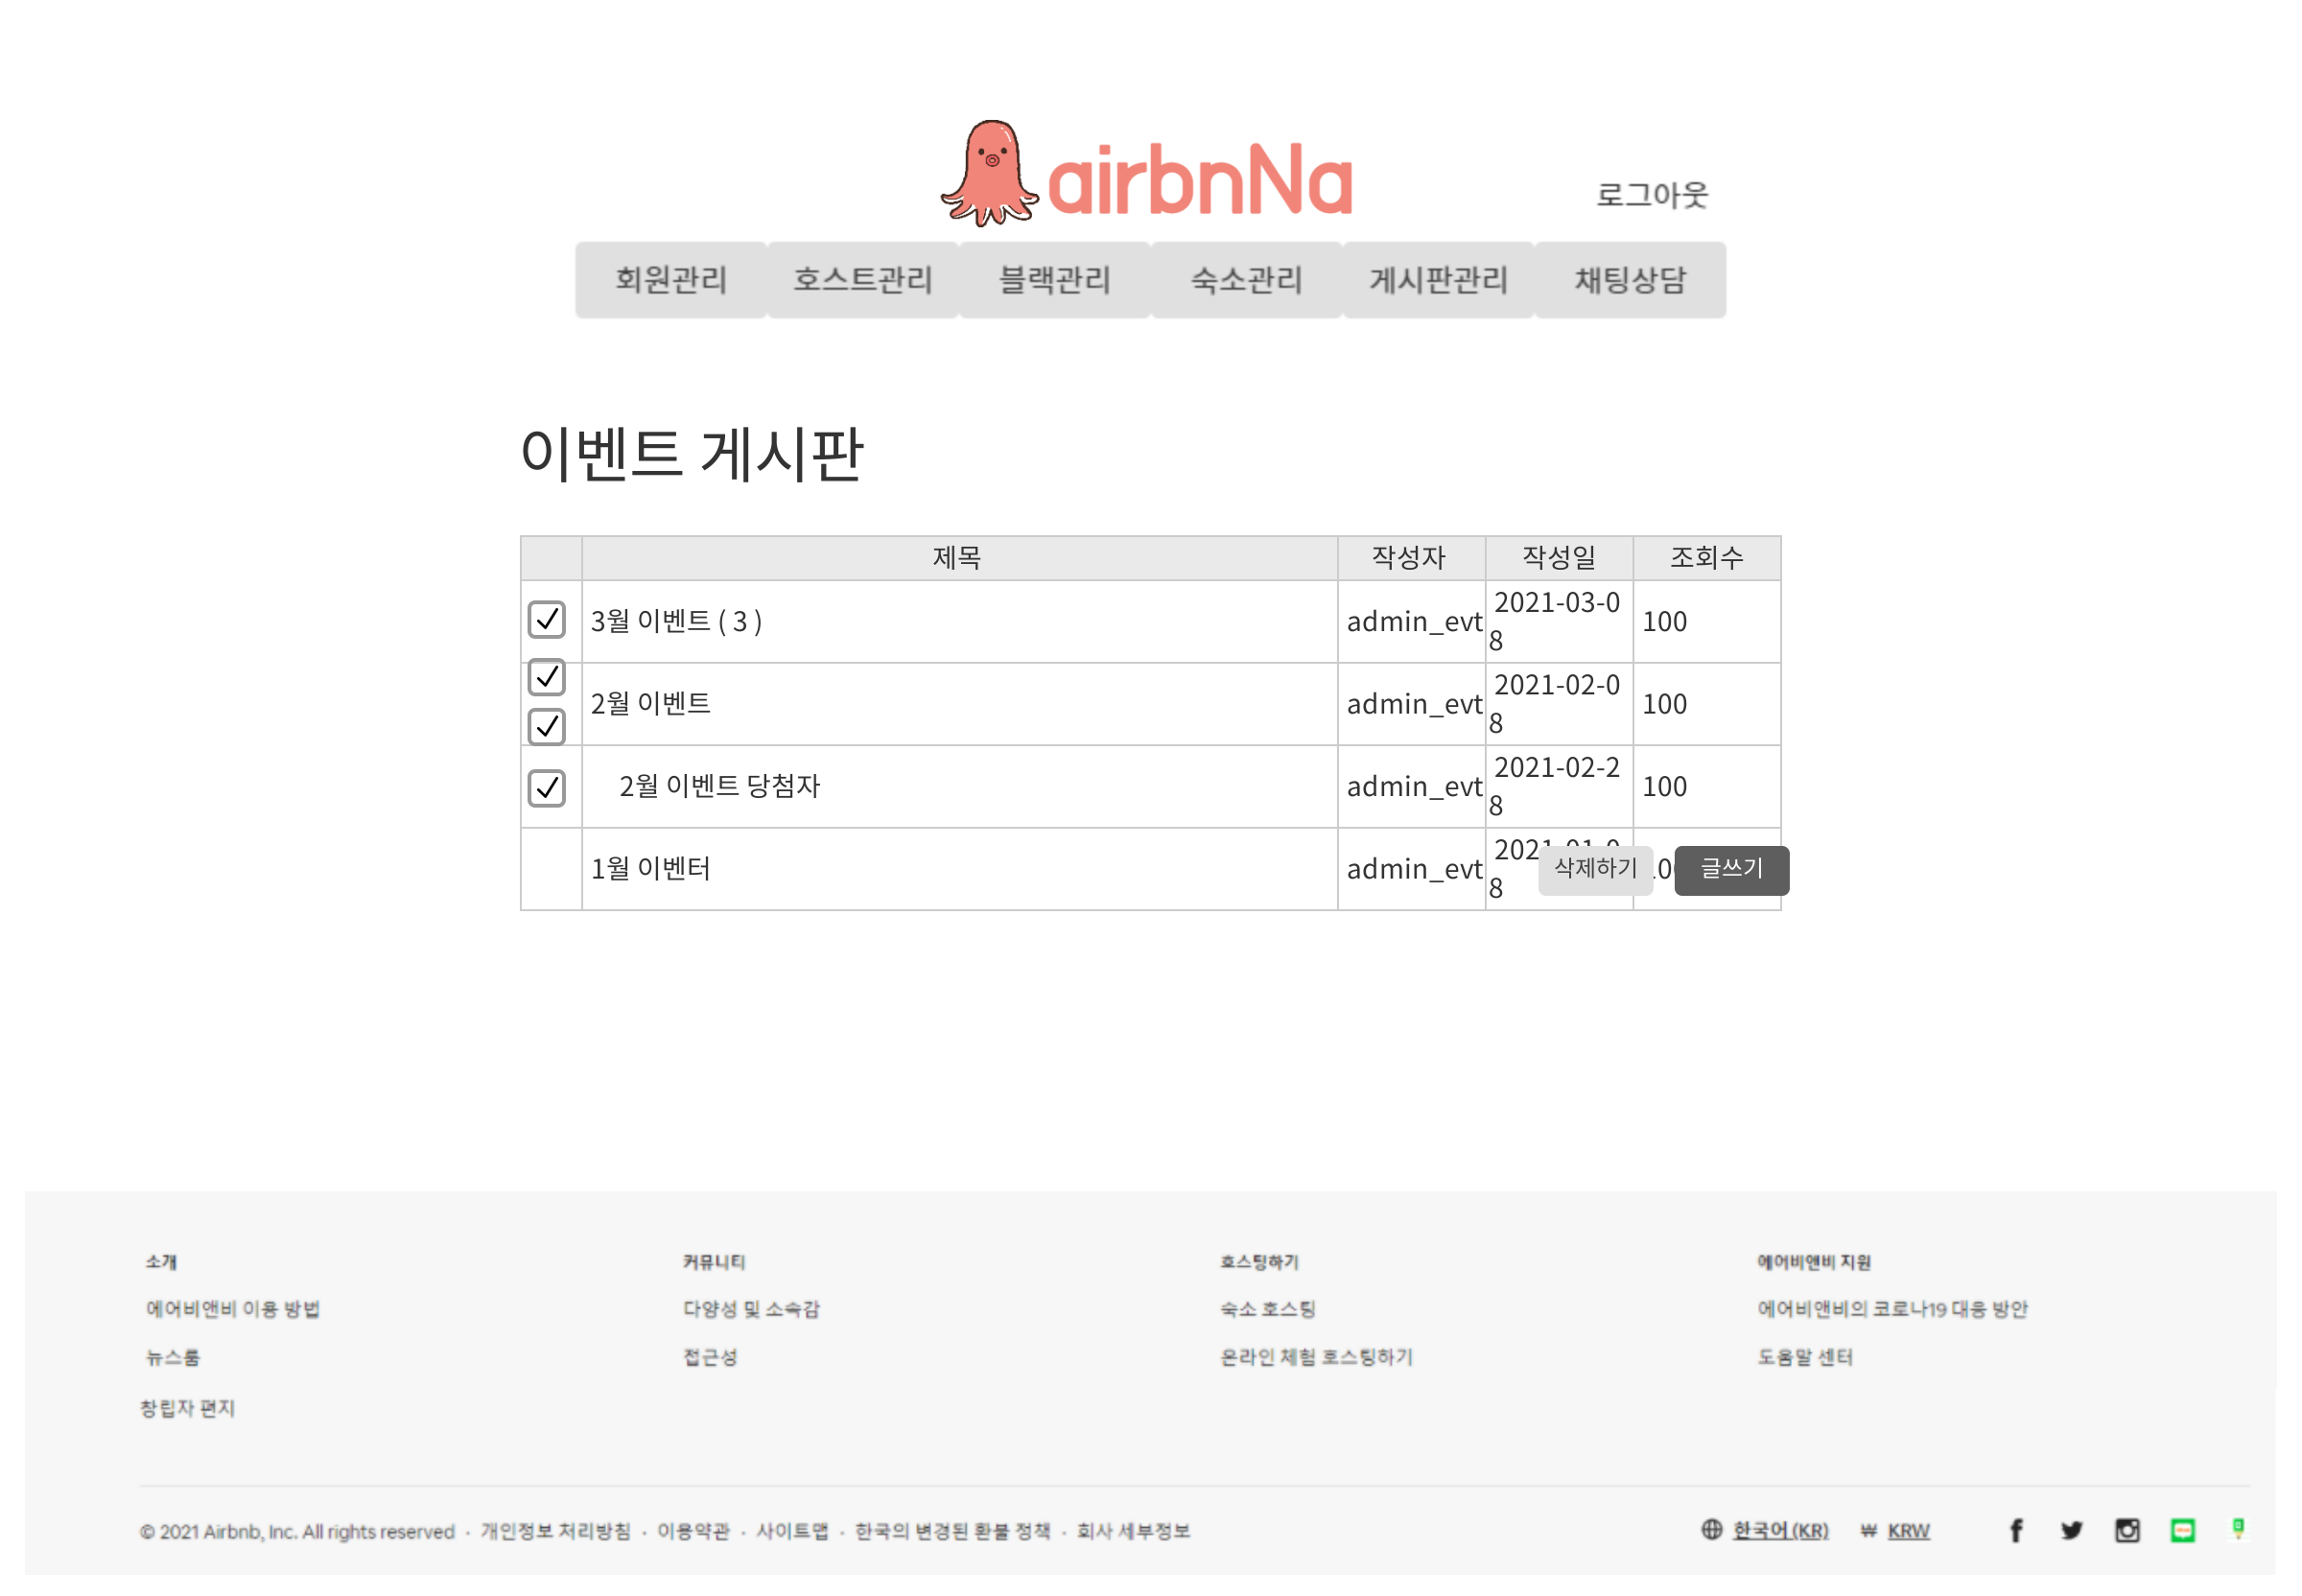 airbnNa
로그아웃
회원관리 호스트관리 블랙관리 숙소관리 게시판관리 채팅상담
이벤트 게시판
제목 작성자 작성일 조회수
3월 이벤트 ( 3 ) admin_evt 2021-03-08 100
2월 이벤트 admin_evt 2021-02-08 100
2월 이벤트 당첨자 admin_evt 2021-02-28 100
1월 이벤터 admin_evt
삭제하기 글쓰기
소개 커뮤니티 호스팅하기 에어비앤비 지원
에어비앤비 이용 방법 다양성 및 소속감 숙소 호스팅 에어비앤비의 코로나19 대응 방안
뉴스룸 접근성 온라인 체험 호스팅하기 도움말 센터
창립자 편지
© 2021 Airbnb, Inc. All rights reserved · 개인정보 처리방침 · 이용약관 · 사이트맵 · 한국의 변경된 환불 정책 · 회사 세부정보 한국어(KR) ₩ KRW